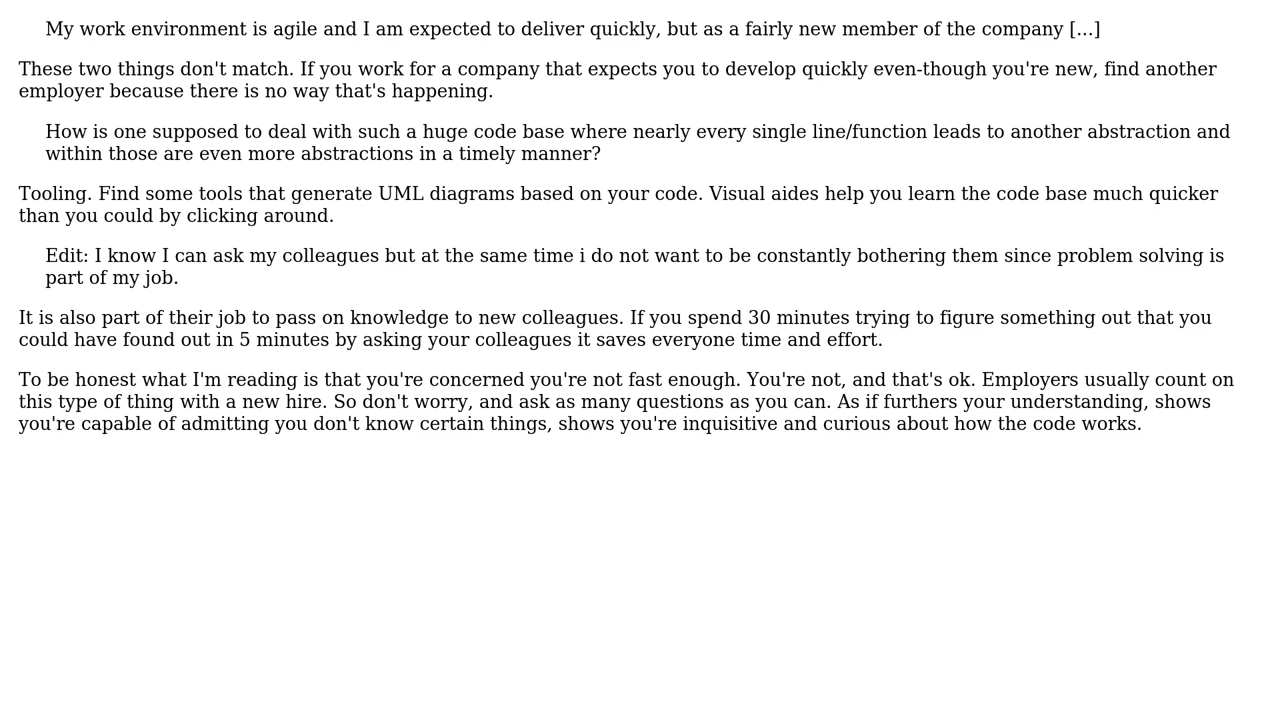 My work environment is agile and I am expected to deliver quickly, but as a fairly new member of the company [...]
These two things don't match. If you work for a company that expects you to develop quickly even-though you're new, find another
employer because there is no way that's happening.
How is one supposed to deal with such a huge code base where nearly every single line/function leads to another abstraction and
within those are even more abstractions in a timely manner?
Tooling. Find some tools that generate UML diagrams based on your code. Visual aides help you learn the code base much quicker
than you could by clicking around.
Edit: I know I can ask my colleagues but at the same time i do not want to be constantly bothering them since problem solving is
part of my job.
It is also part of their job to pass on knowledge to new colleagues. If you spend 30 minutes trying to figure something out that you
could have found out in 5 minutes by asking your colleagues it saves everyone time and effort.
To be honest what I'm reading is that you're concerned you're not fast enough. You're not, and that's ok. Employers usually count on
this type of thing with a new hire. So don't worry, and ask as many questions as you can. As if furthers your understanding, shows
you're capable of admitting you don't know certain things, shows you're inquisitive and curious about how the code works.